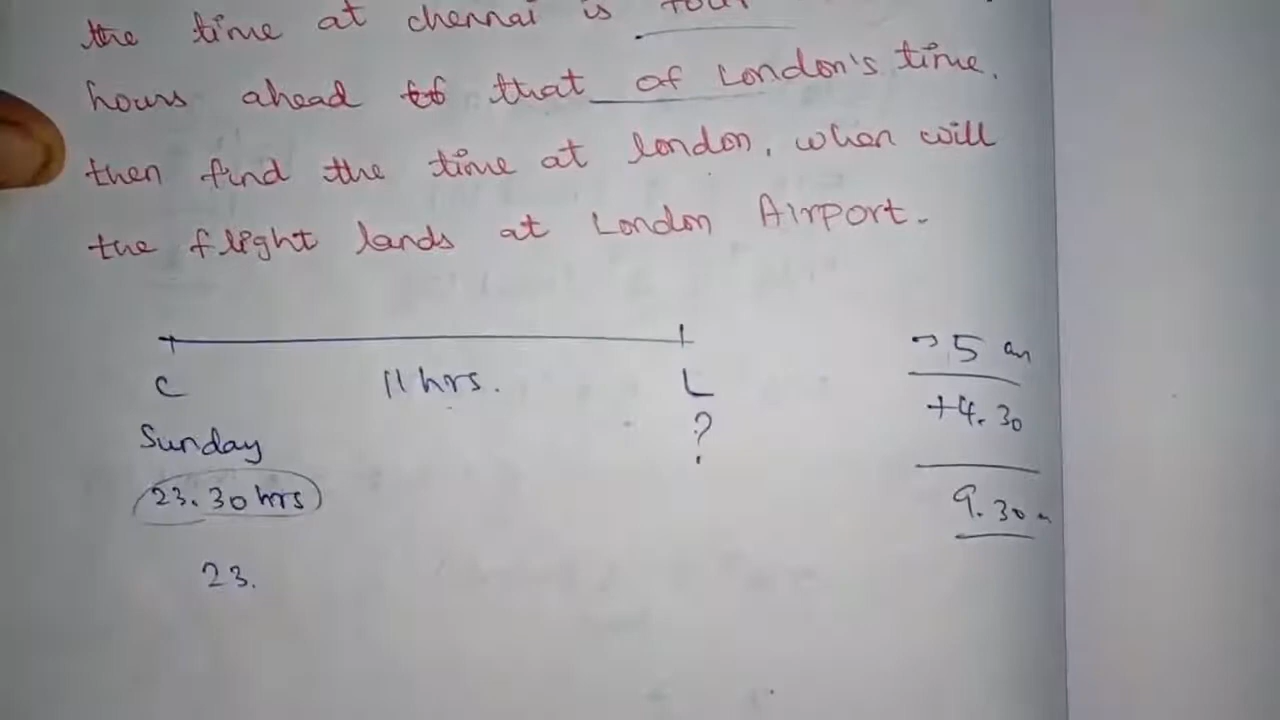 the time at chennai is four
hours ahead to that of London's time.
then find the time at london, when will
the flight lands at London Airport.
C 11 hrs. L
Sunday ?
23.30 hrs
23.
→ 5 am
+4.30
9.30